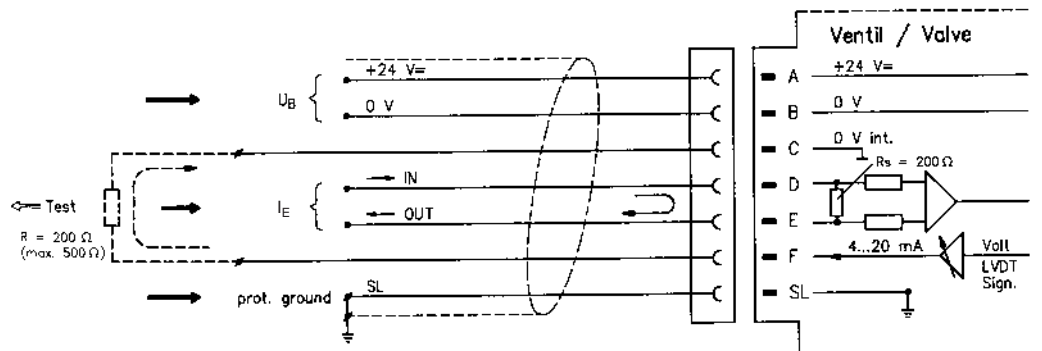 Ventil / Valve
+24 V=
A
+24 V=
U_B
0 V
B
0 V
C
0 V int.
Rs = 200 Ω
IN
D
Test
I_E
OUT
E
R = 200 Ω
(max. 500 Ω)
F
4...20 mA
Volt
LVDT
Sign.
prot. ground
SL
SL